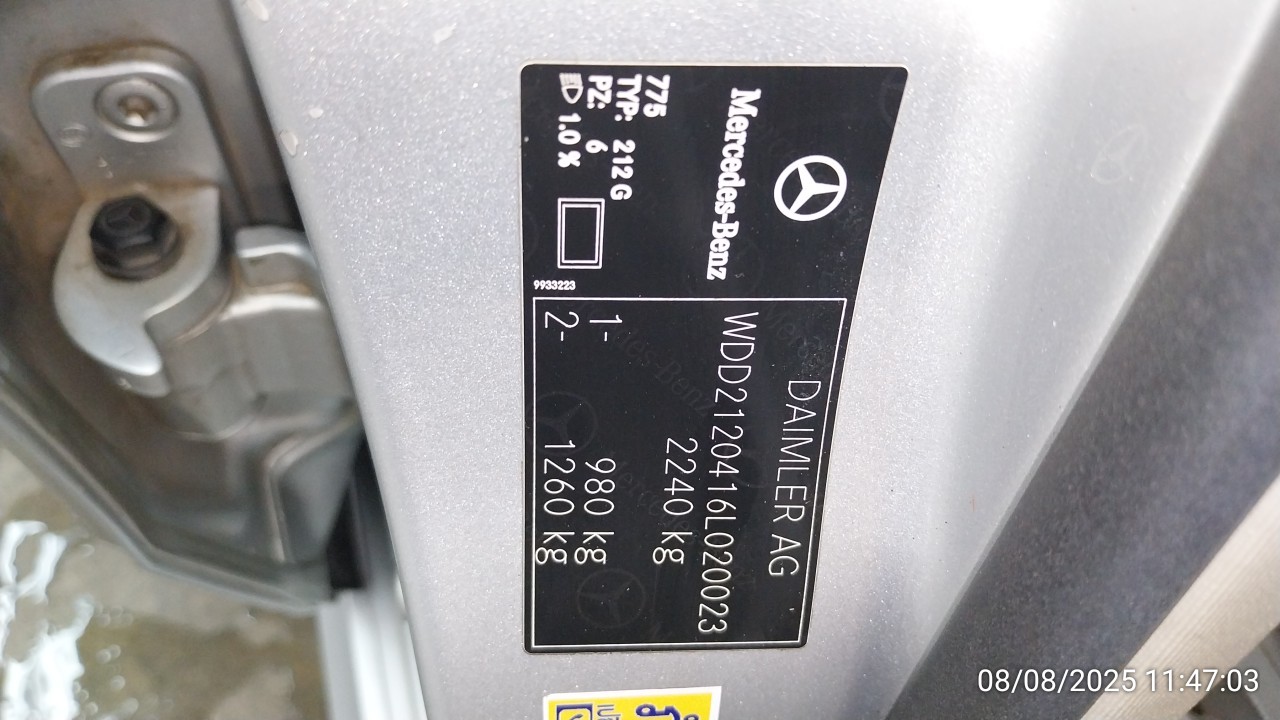 Mercedes-Benz
775
TYP: 212 G
PZ: 6
1.0 %
9933223
DAIMLER AG
WDD2120416L020023
2240 kg
1- 980 kg
2- 1260 kg
08/08/2025 11:47:03